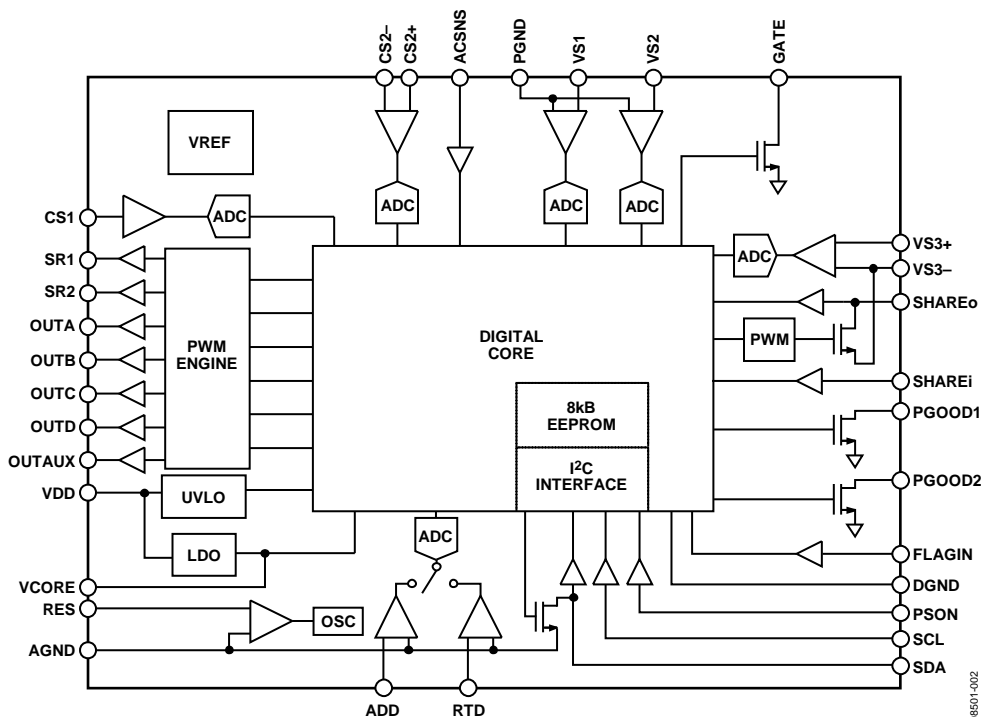 CS2–
CS2+
ACSNS
PGND
VS1
VS2
GATE
VREF
ADC
ADC
ADC
CS1
ADC
VS3+
ADC
VS3–
SR1
SR2
SHAREo
OUTA
DIGITAL
CORE
PWM
ENGINE
PWM
OUTB
OUTC
SHAREi
8kB
EEPROM
PGOOD1
OUTD
OUTAUX
I2C
INTERFACE
VDD
UVLO
PGOOD2
ADC
LDO
FLAGIN
VCORE
DGND
RES
OSC
PSON
SCL
AGND
SDA
ADD
RTD